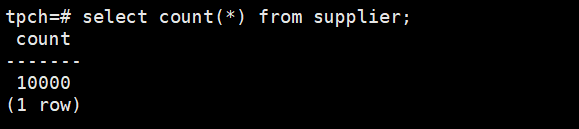 tpch=# select count(*) from supplier;
 count
-------
 10000
(1 row)